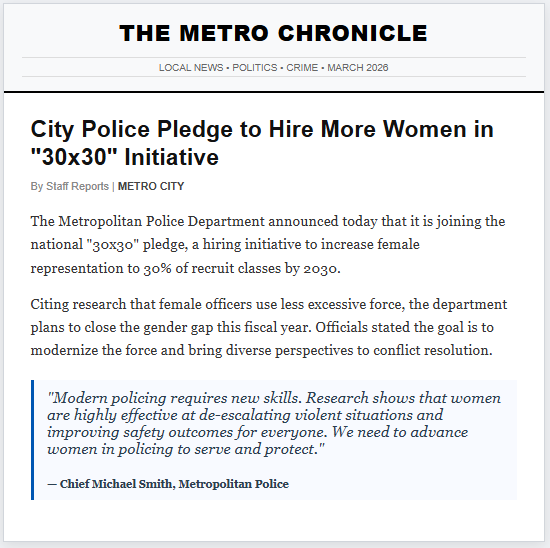 THE METRO CHRONICLE
LOCAL NEWS • POLITICS • CRIME • MARCH 2026
City Police Pledge to Hire More Women in
"30x30" Initiative
By Staff Reports | METRO CITY
The Metropolitan Police Department announced today that it is joining the
national "30x30" pledge, a hiring initiative to increase female
representation to 30% of recruit classes by 2030.
Citing research that female officers use less excessive force, the department
plans to close the gender gap this fiscal year. Officials stated the goal is to
modernize the force and bring diverse perspectives to conflict resolution.
"Modern policing requires new skills. Research shows that women
are highly effective at de-escalating violent situations and
improving safety outcomes for everyone. We need to advance
women in policing to serve and protect."
— Chief Michael Smith, Metropolitan Police